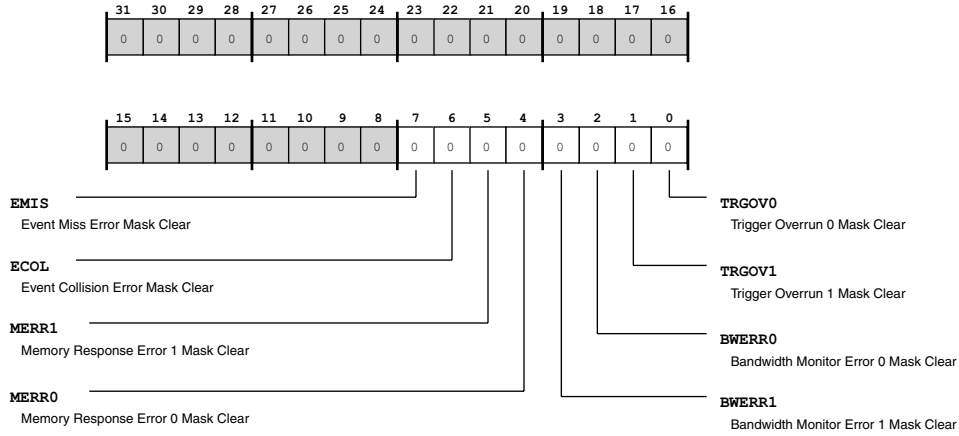 31 30 29 28 27 26 25 24 23 22 21 20 19 18 17 16
0 0 0 0 0 0 0 0 0 0 0 0 0 0 0 0
15 14 13 12 11 10 9 8 7 6 5 4 3 2 1 0
0 0 0 0 0 0 0 0 0 0 0 0 0 0 0 0
EMIS
Event Miss Error Mask Clear
ECOL
Event Collision Error Mask Clear
MERR1
Memory Response Error 1 Mask Clear
MERR0
Memory Response Error 0 Mask Clear
TRGOV0
Trigger Overrun 0 Mask Clear
TRGOV1
Trigger Overrun 1 Mask Clear
BWERR0
Bandwidth Monitor Error 0 Mask Clear
BWERR1
Bandwidth Monitor Error 1 Mask Clear